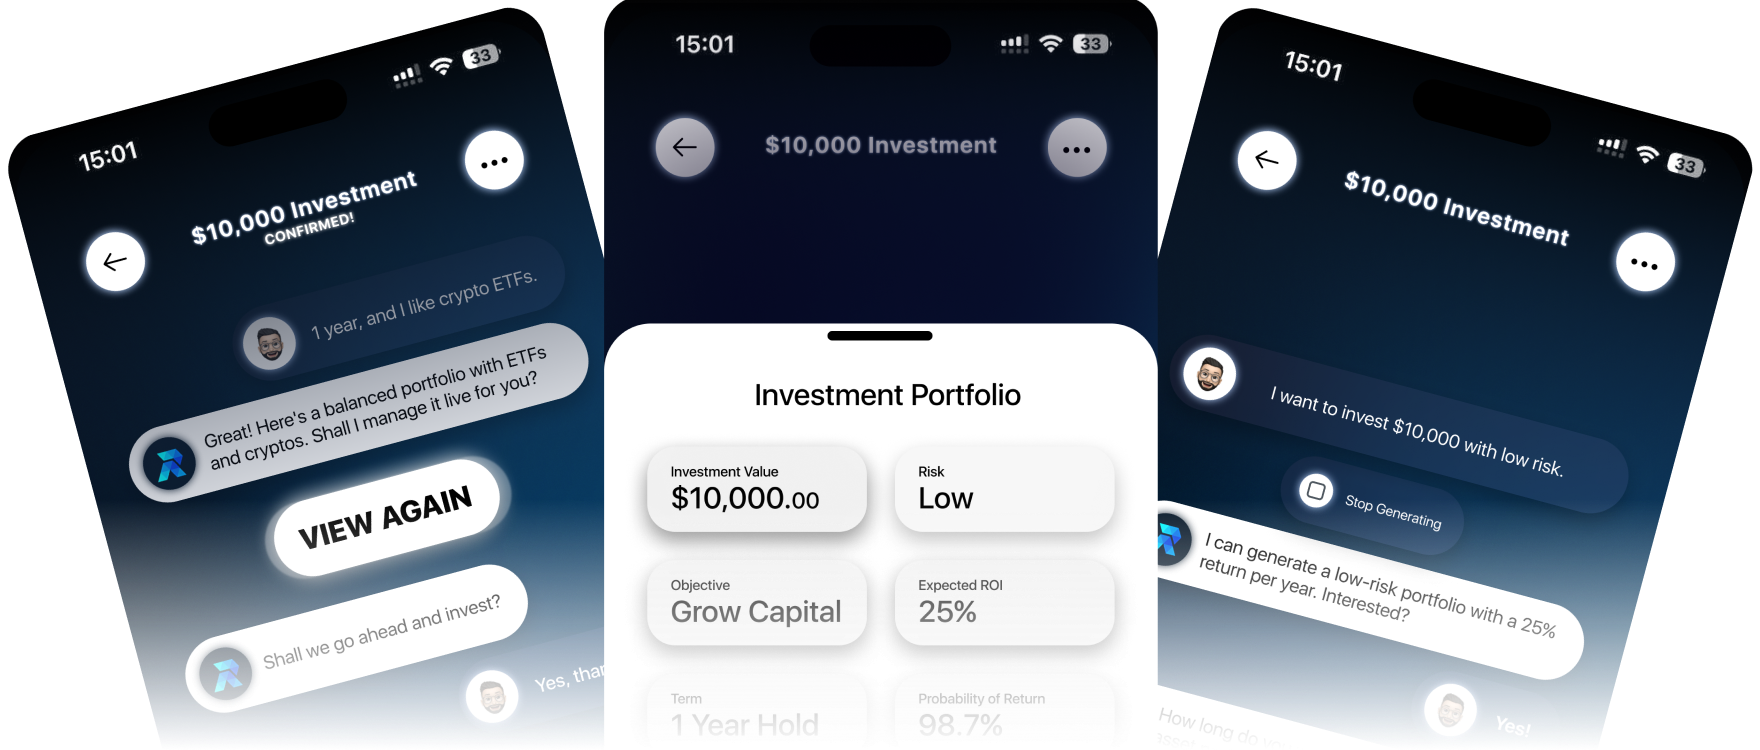 15:01
33
$10,000 Investment
CONFIRMED!
1 year, and I like crypto ETFs.
Great! Here's a balanced portfolio with ETFs
and cryptos. Shall I manage it live for you?
VIEW AGAIN
Shall we go ahead and invest?
Yes,
15:01
33
$10,000 Investment
Investment Portfolio
Investment Value
$10,000.00
Risk
Low
Objective
Grow Capital
Expected ROI
25%
Term
1 Year Hold
Probability of Return
98.7%
15:01
33
$10,000 Investment
I want to invest $10,000 with low risk.
Stop Generating
I can generate a low-risk portfolio with a 25%
return per year. Interested?
Yes!
How long do